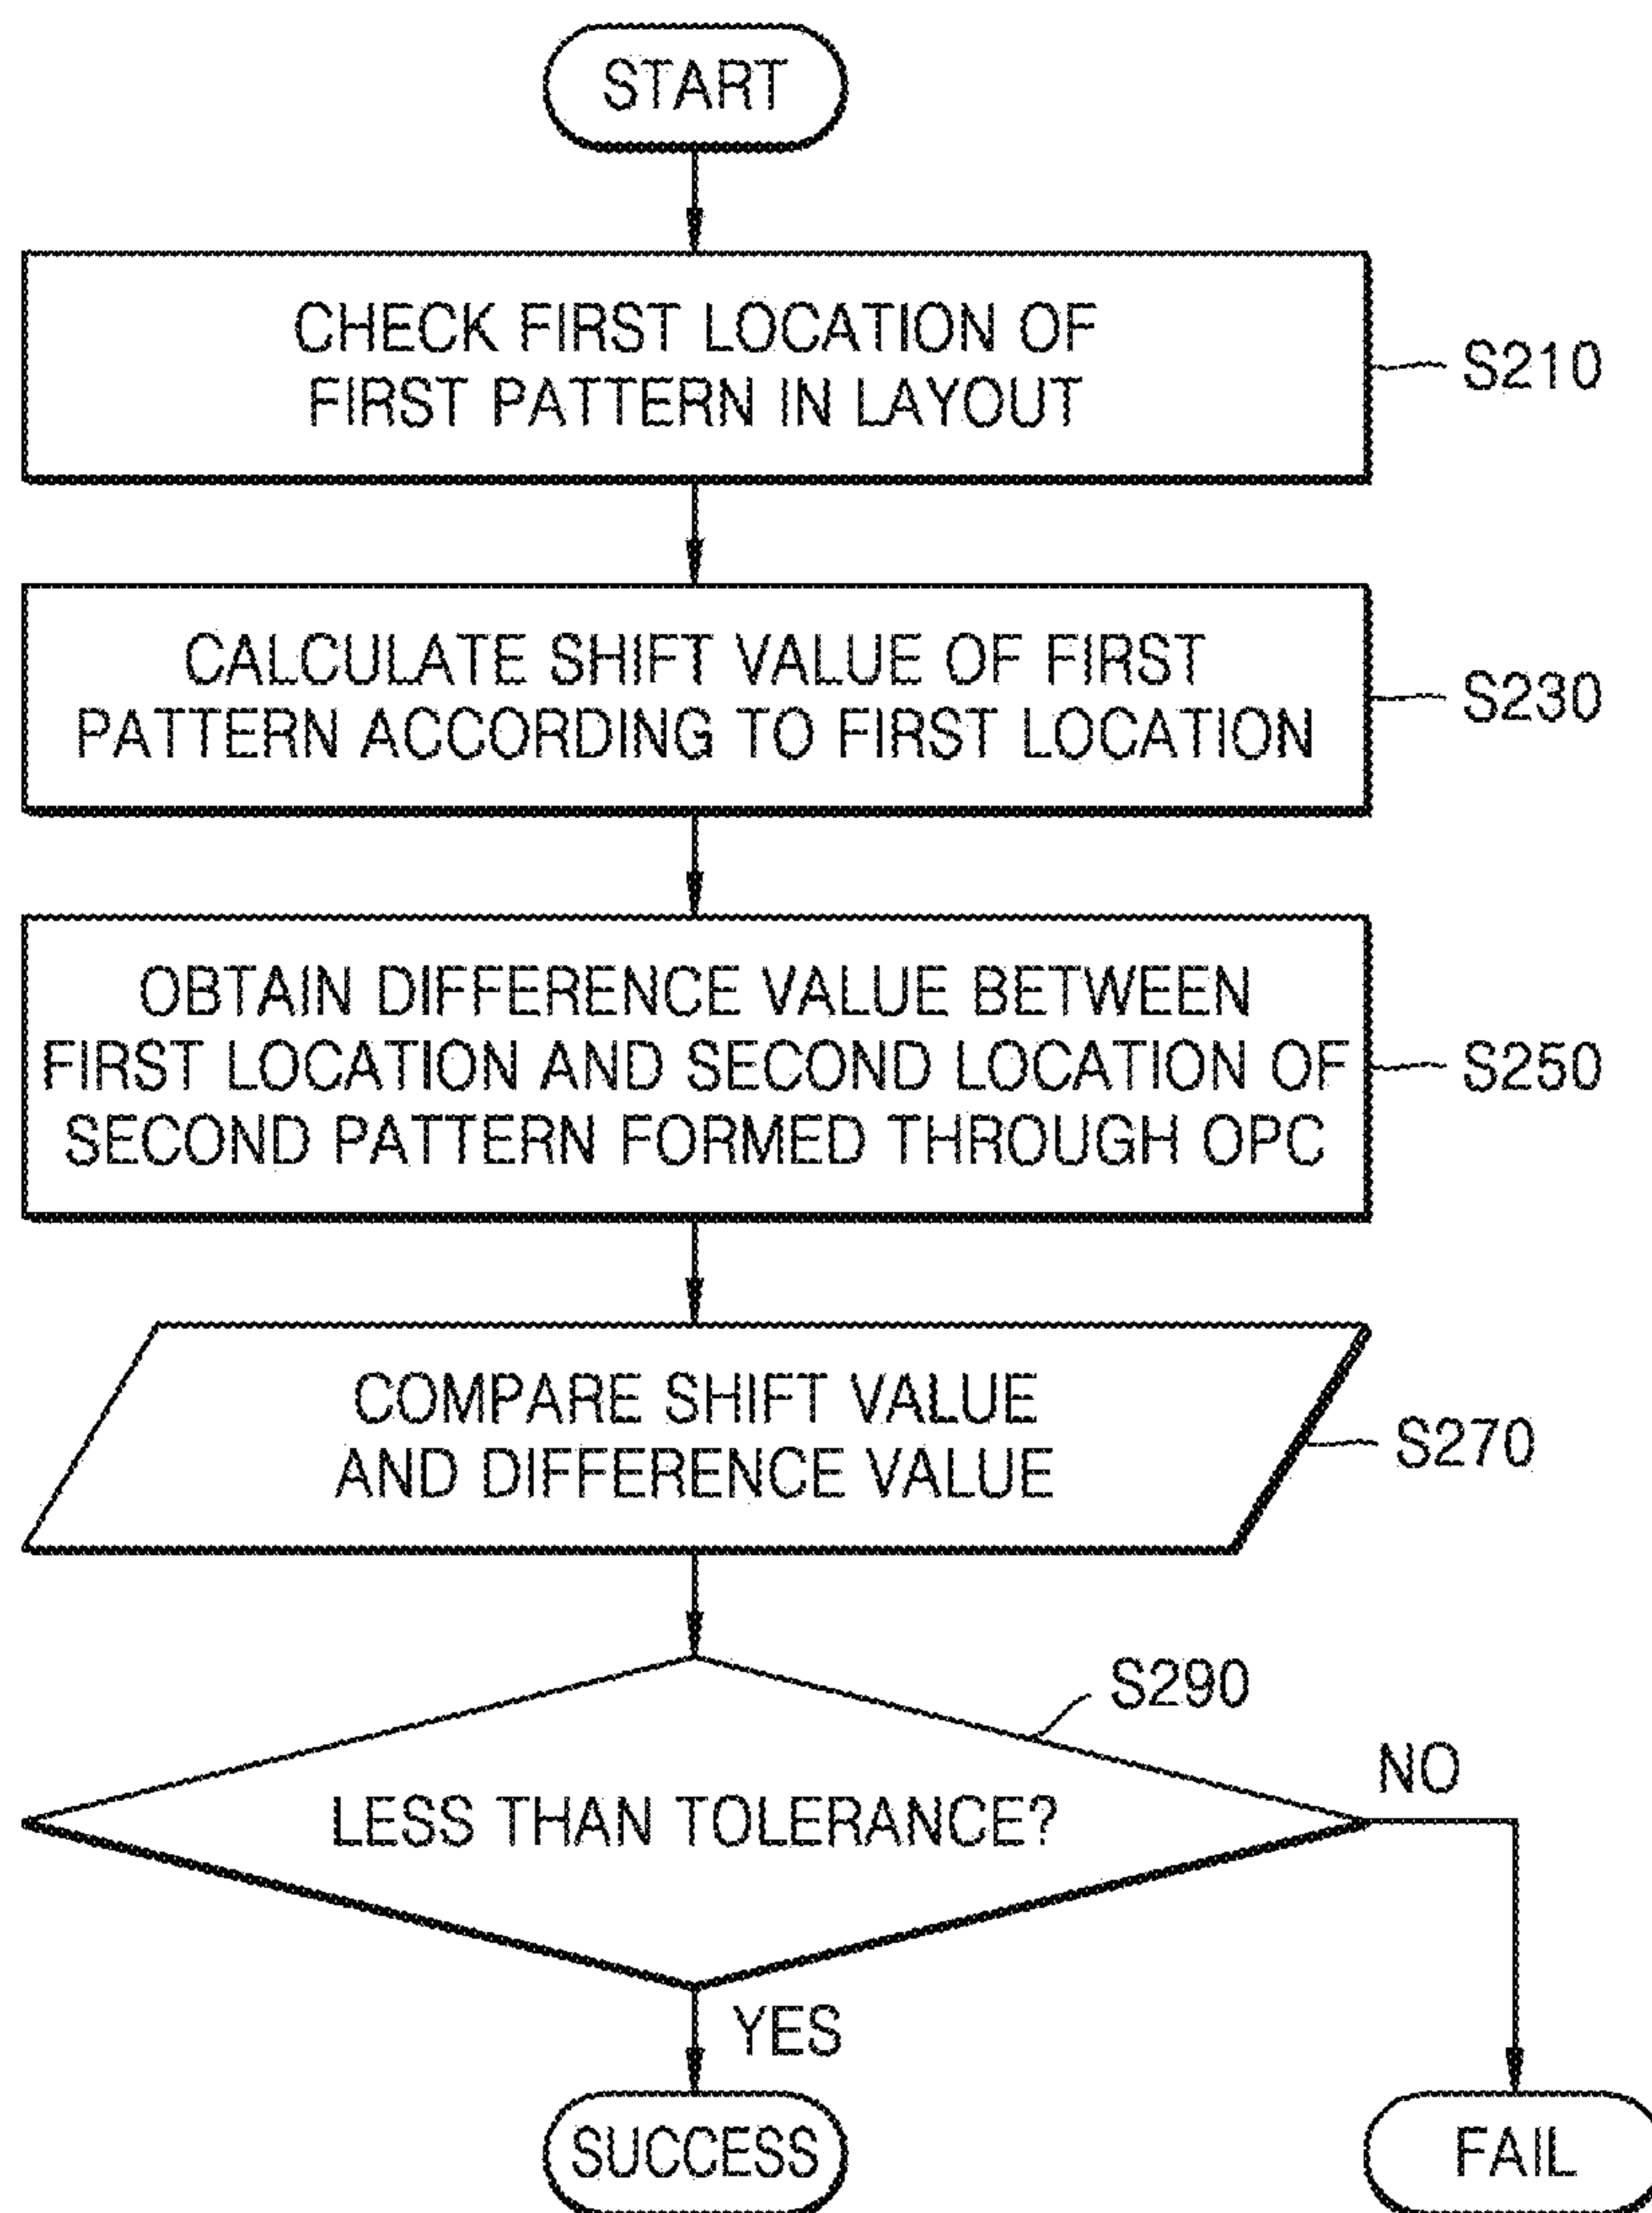 START
CHECK FIRST LOCATION OF
FIRST PATTERN IN LAYOUT
S210
CALCULATE SHIFT VALUE OF FIRST
PATTERN ACCORDING TO FIRST LOCATION
S230
OBTAIN DIFFERENCE VALUE BETWEEN
FIRST LOCATION AND SECOND LOCATION OF
SECOND PATTERN FORMED THROUGH OPC
S250
COMPARE SHIFT VALUE
AND DIFFERENCE VALUE
S270
S290
LESS THAN TOLERANCE?
NO
YES
SUCCESS
FAIL